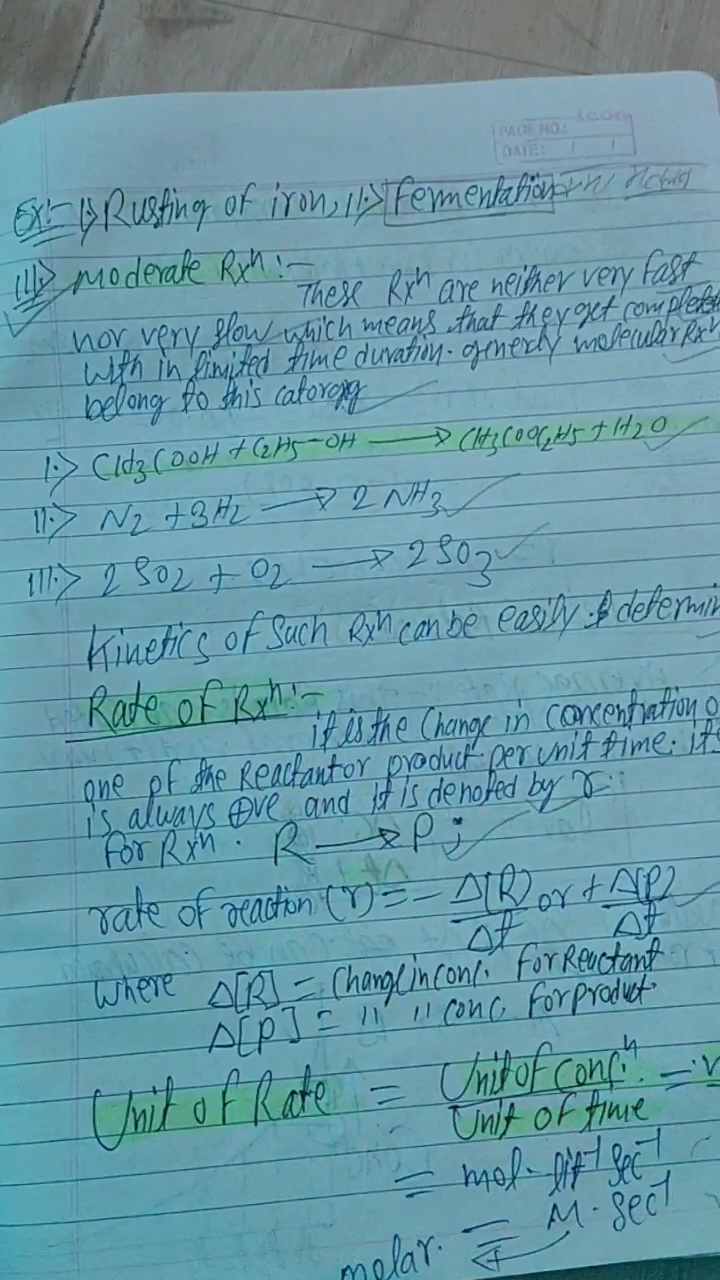 PAGE NO.:
DATE: / /
Ex:- I> Rusting of iron, II.> Fermentation
III> Moderate Rxⁿ :-
These Rxⁿ are neither very fast
nor very slow which means that they get complete
with in limited time duration. generly molecular Rxⁿ
belong to this catorgy
I.> CH3COOH + C2H5-OH ⟶ CH3COOC2H5 + H2O
II.> N2 + 3H2 ⟶ 2NH3
III.> 2SO2 + O2 ⟶ 2SO3
Kinetics of Such Rxⁿ can be easily determin
Rate of Rxⁿ :-
it is the Change in concentration o
one of the Reactant or product per unit time. it
is always ⊕ve and it is denoted by r.
For Rxⁿ. R ⟶ P ;
rate of reaction (r) = - Δ[R]/Δt or + Δ[P]/Δt
where Δ[R] = Change in conc. For Reactant
Δ[P] = " " conc. For product.
Unit of Rate = Unit of concⁿ. / Unit of time =
= mol. lit⁻¹ sec⁻¹
= M. sec⁻¹
molar.